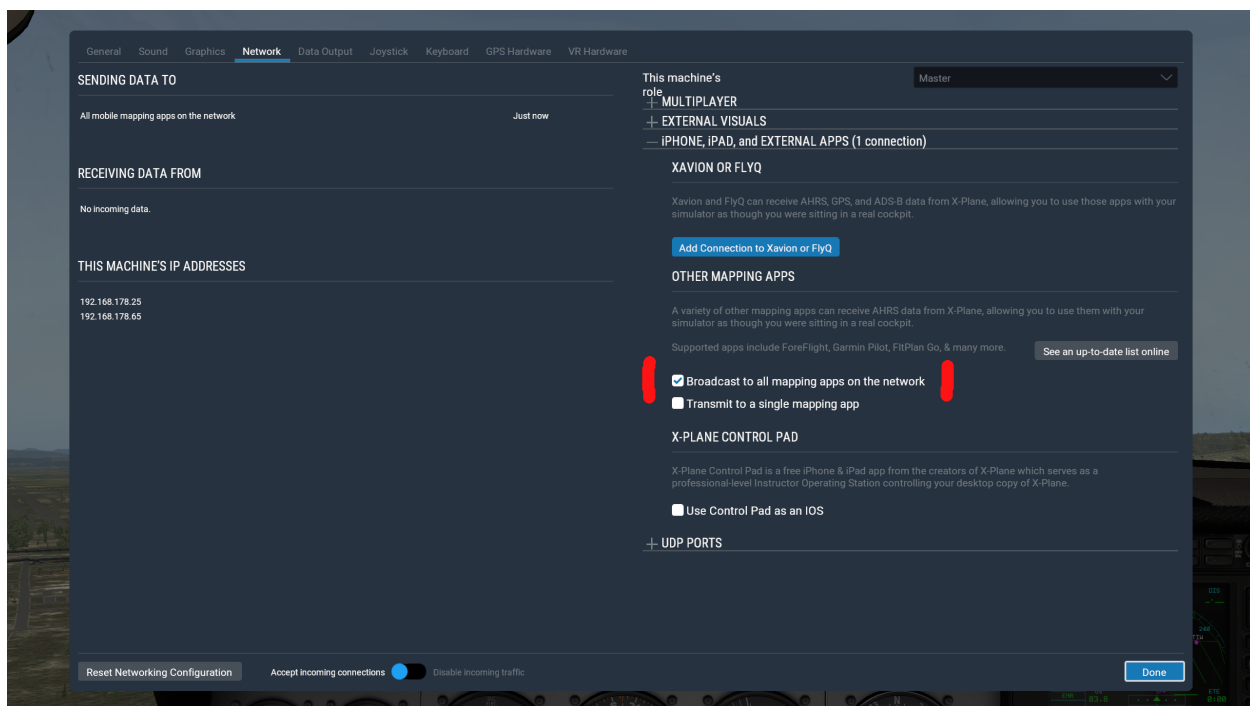 General Sound Graphics Network Data Output Joystick Keyboard GPS Hardware VR Hardware
SENDING DATA TO
All mobile mapping apps on the network Just now
RECEIVING DATA FROM
No incoming data.
THIS MACHINE'S IP ADDRESSES
192.168.178.25
192.168.178.65
This machine's
role
Master
MULTIPLAYER
EXTERNAL VISUALS
iPHONE, iPAD, and EXTERNAL APPS (1 connection)
XAVION OR FLYQ
Xavion and FlyQ can receive AHRS, GPS, and ADS-B data from X-Plane, allowing you to use those apps with your
simulator as though you were sitting in a real cockpit.
Add Connection to Xavion or FlyQ
OTHER MAPPING APPS
A variety of other mapping apps can receive AHRS data from X-Plane, allowing you to use them with your
simulator as though you were sitting in a real cockpit.
Supported apps include ForeFlight, Garmin Pilot, FltPlan Go, & many more.
See an up-to-date list online
Broadcast to all mapping apps on the network
Transmit to a single mapping app
X-PLANE CONTROL PAD
X-Plane Control Pad is a free iPhone & iPad app from the creators of X-Plane which serves as a
professional-level Instructor Operating Station controlling your desktop copy of X-Plane.
Use Control Pad as an IOS
UDP PORTS
Reset Networking Configuration Accept incoming connections Disable incoming traffic Done
DIS
240
ETE
0:00
83.8
N